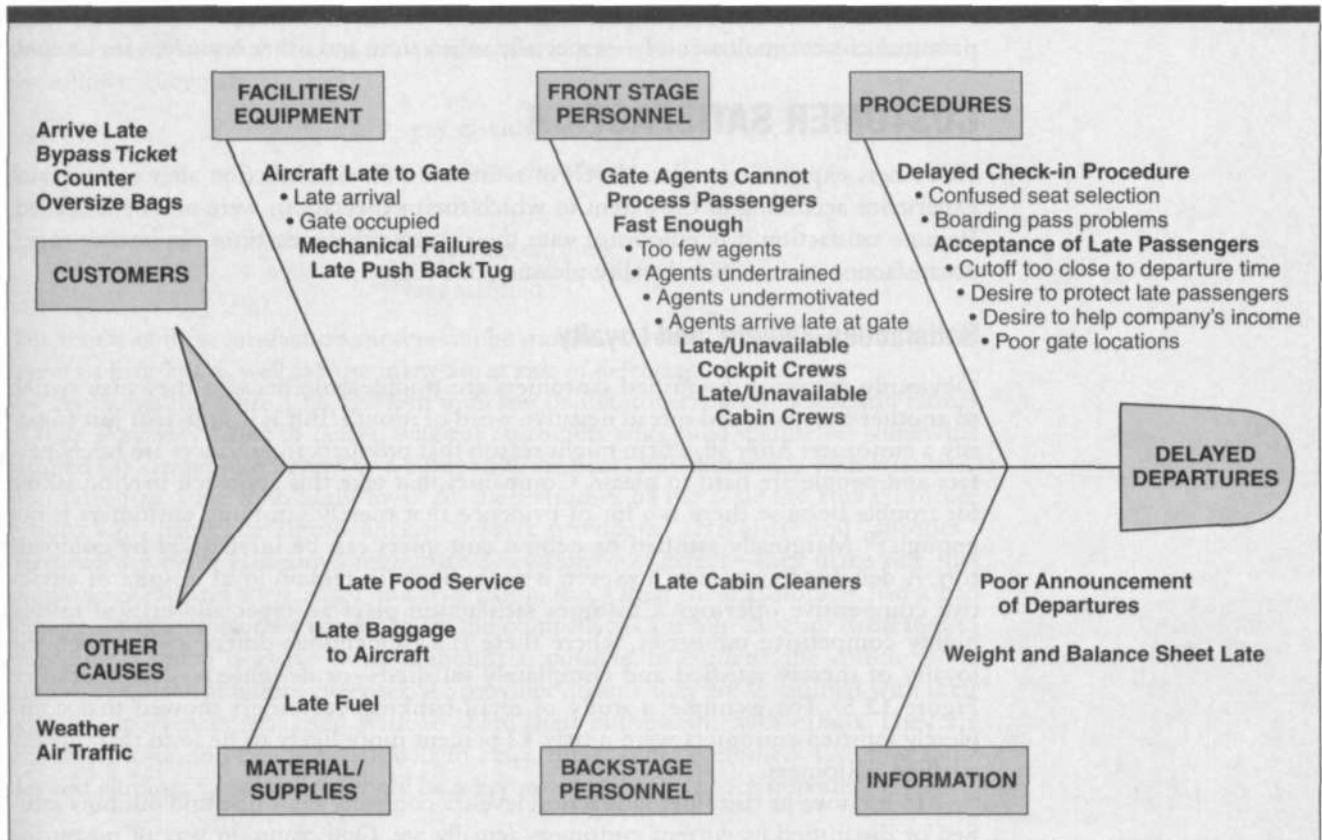 CUSTOMER SATISFACTION
FACILITIES/
EQUIPMENT
FRONT STAGE
PERSONNEL
PROCEDURES
Arrive Late
Bypass Ticket
Counter
Oversize Bags
CUSTOMERS
Aircraft Late to Gate
• Late arrival
• Gate occupied
Mechanical Failures
Late Push Back Tug
Gate Agents Cannot
Process Passengers
Fast Enough
• Too few agents
• Agents undertrained
• Agents undermotivated
• Agents arrive late at gate
Late/Unavailable
Cockpit Crews
Late/Unavailable
Cabin Crews
Delayed Check-in Procedure
• Confused seat selection
• Boarding pass problems
Acceptance of Late Passengers
• Cutoff too close to departure time
• Desire to protect late passengers
• Desire to help company's income
• Poor gate locations
DELAYED
DEPARTURES
OTHER
CAUSES
Weather
Air Traffic
Late Food Service
Late Baggage
to Aircraft
Late Fuel
Late Cabin Cleaners
Poor Announcement
of Departures
Weight and Balance Sheet Late
MATERIAL/
SUPPLIES
BACKSTAGE
PERSONNEL
INFORMATION